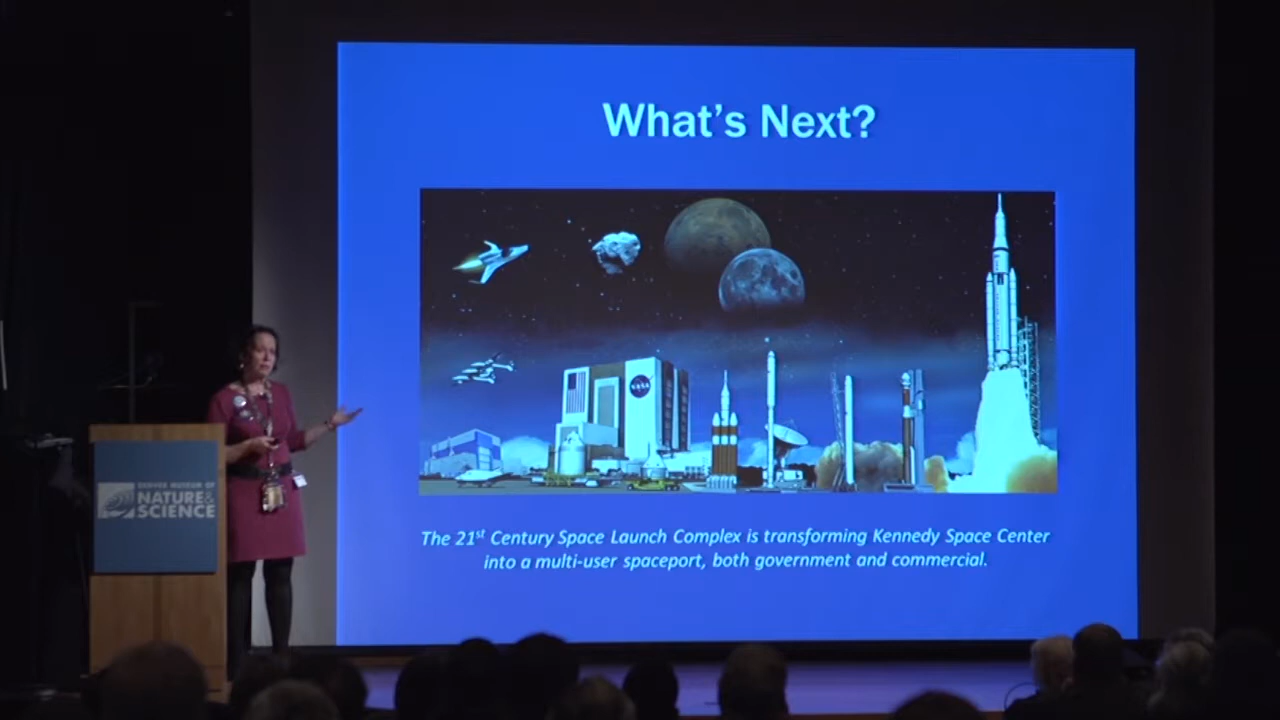 What's Next?
NASA
The 21st Century Space Launch Complex is transforming Kennedy Space Center
into a multi-user spaceport, both government and commercial.
DENVER MUSEUM OF
NATURE &
SCIENCE